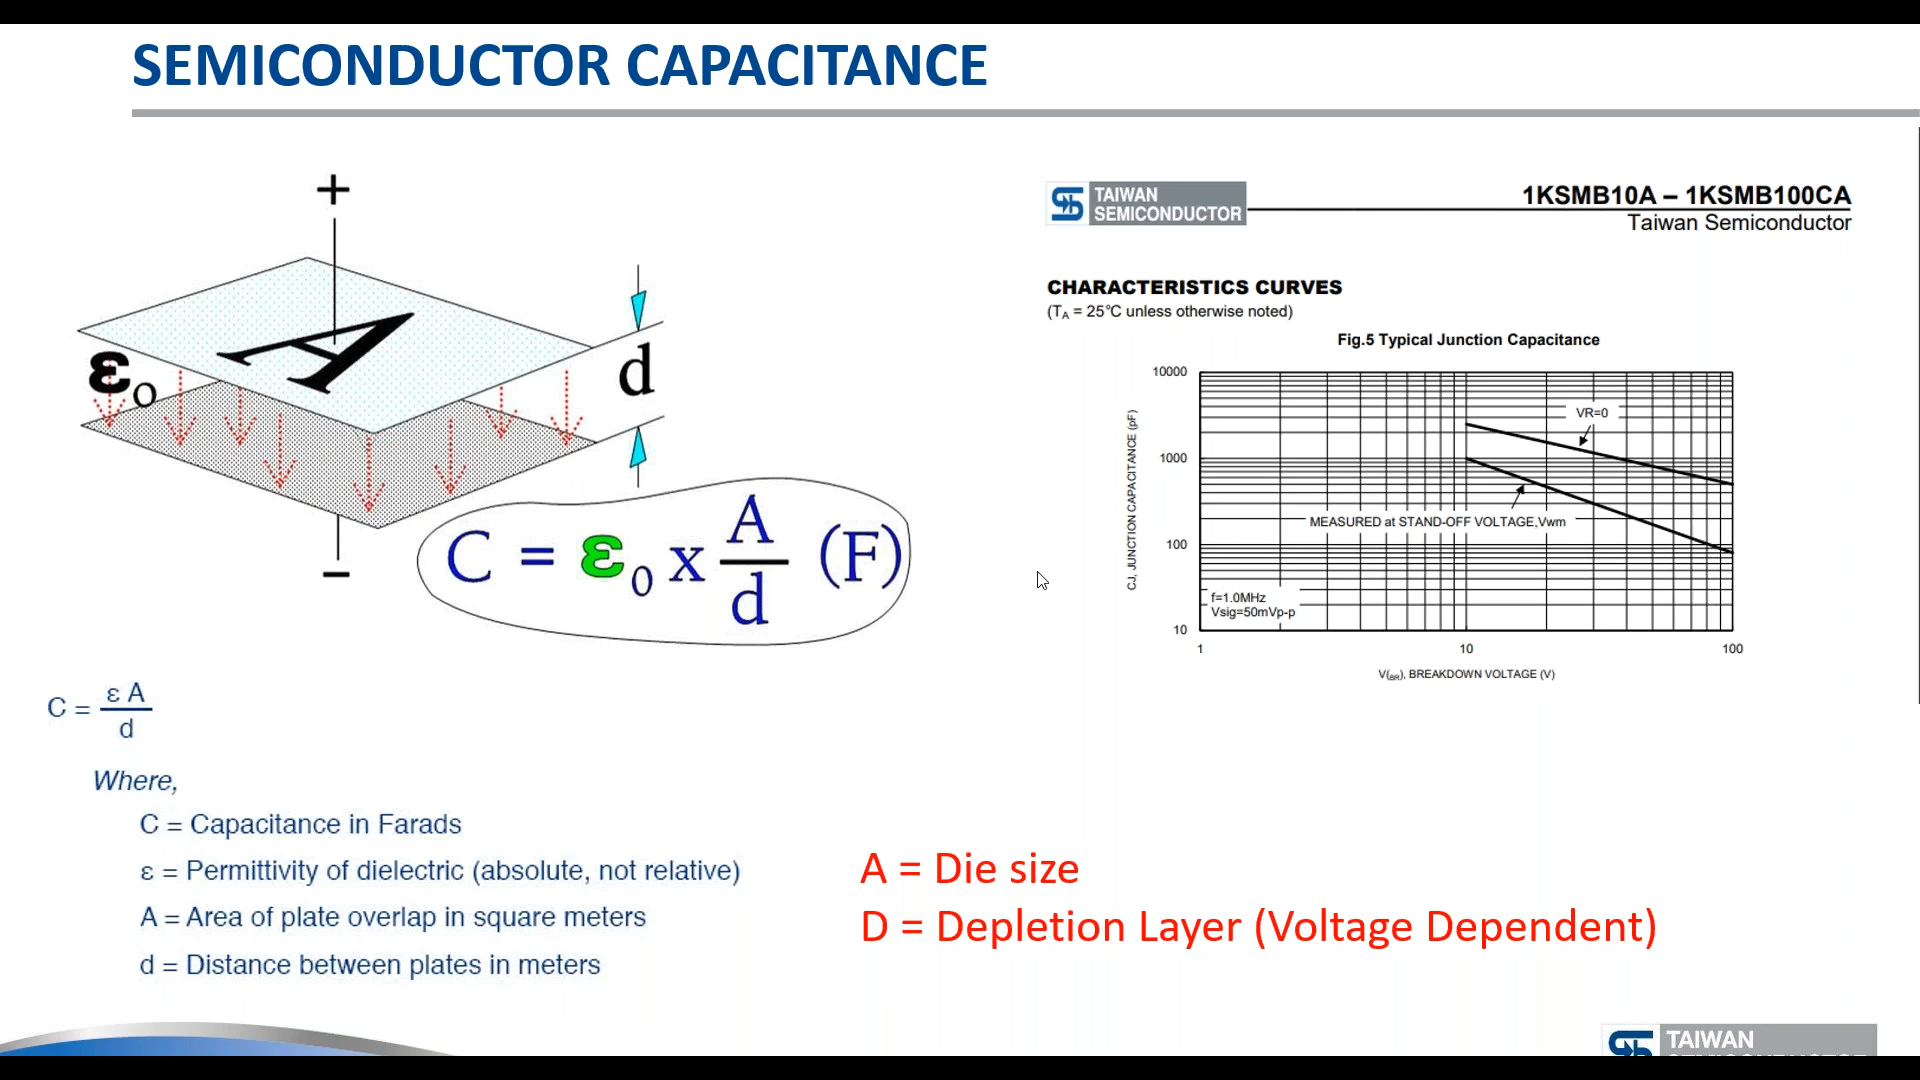 SEMICONDUCTOR CAPACITANCE
+
A
ε0
d
−
C = ε0 x A/d (F)
C = ε A/d
Where,
C = Capacitance in Farads
ε = Permittivity of dielectric (absolute, not relative)
A = Area of plate overlap in square meters
d = Distance between plates in meters
TAIWAN
SEMICONDUCTOR
1KSMB10A – 1KSMB100CA
Taiwan Semiconductor
CHARACTERISTICS CURVES
(TA = 25°C unless otherwise noted)
Fig.5 Typical Junction Capacitance
CJ, JUNCTION CAPACITANCE (pF)
10000
1000
100
10
VR=0
MEASURED at STAND-OFF VOLTAGE,Vwm
f=1.0MHz
Vsig=50mVp-p
1 10 100
V(BR), BREAKDOWN VOLTAGE (V)
A = Die size
D = Depletion Layer (Voltage Dependent)
TAIWAN